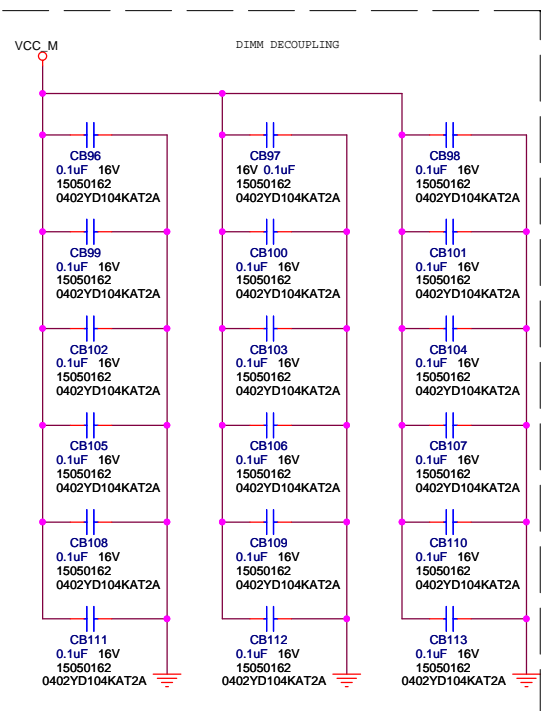 VCC_M
DIMM DECOUPLING
CB96
0.1uF 16V
15050162
0402YD104KAT2A
CB97
16V 0.1uF
15050162
0402YD104KAT2A
CB98
0.1uF 16V
15050162
0402YD104KAT2A
CB99
0.1uF 16V
15050162
0402YD104KAT2A
CB100
0.1uF 16V
15050162
0402YD104KAT2A
CB101
0.1uF 16V
15050162
0402YD104KAT2A
CB102
0.1uF 16V
15050162
0402YD104KAT2A
CB103
0.1uF 16V
15050162
0402YD104KAT2A
CB104
0.1uF 16V
15050162
0402YD104KAT2A
CB105
0.1uF 16V
15050162
0402YD104KAT2A
CB106
0.1uF 16V
15050162
0402YD104KAT2A
CB107
0.1uF 16V
15050162
0402YD104KAT2A
CB108
0.1uF 16V
15050162
0402YD104KAT2A
CB109
0.1uF 16V
15050162
0402YD104KAT2A
CB110
0.1uF 16V
15050162
0402YD104KAT2A
CB111
0.1uF 16V
15050162
0402YD104KAT2A
CB112
0.1uF 16V
15050162
0402YD104KAT2A
CB113
0.1uF 16V
15050162
0402YD104KAT2A